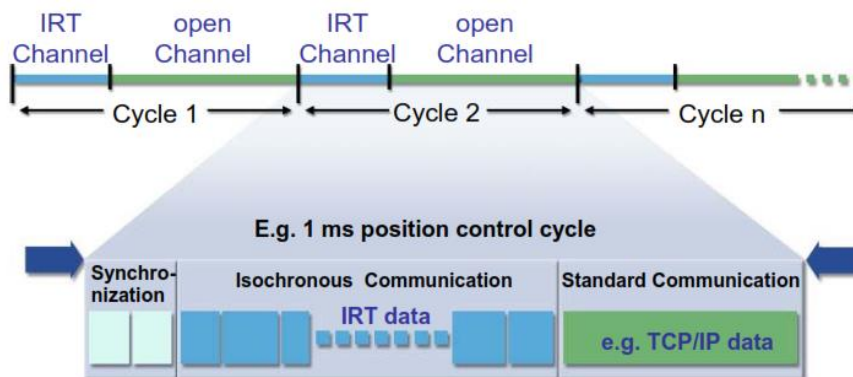 IRT
Channel
open
Channel
IRT
Channel
open
Channel
Cycle 1
Cycle 2
Cycle n
E.g. 1 ms position control cycle
Synchro-
nization
Isochronous Communication
Standard Communication
IRT data
e.g. TCP/IP data